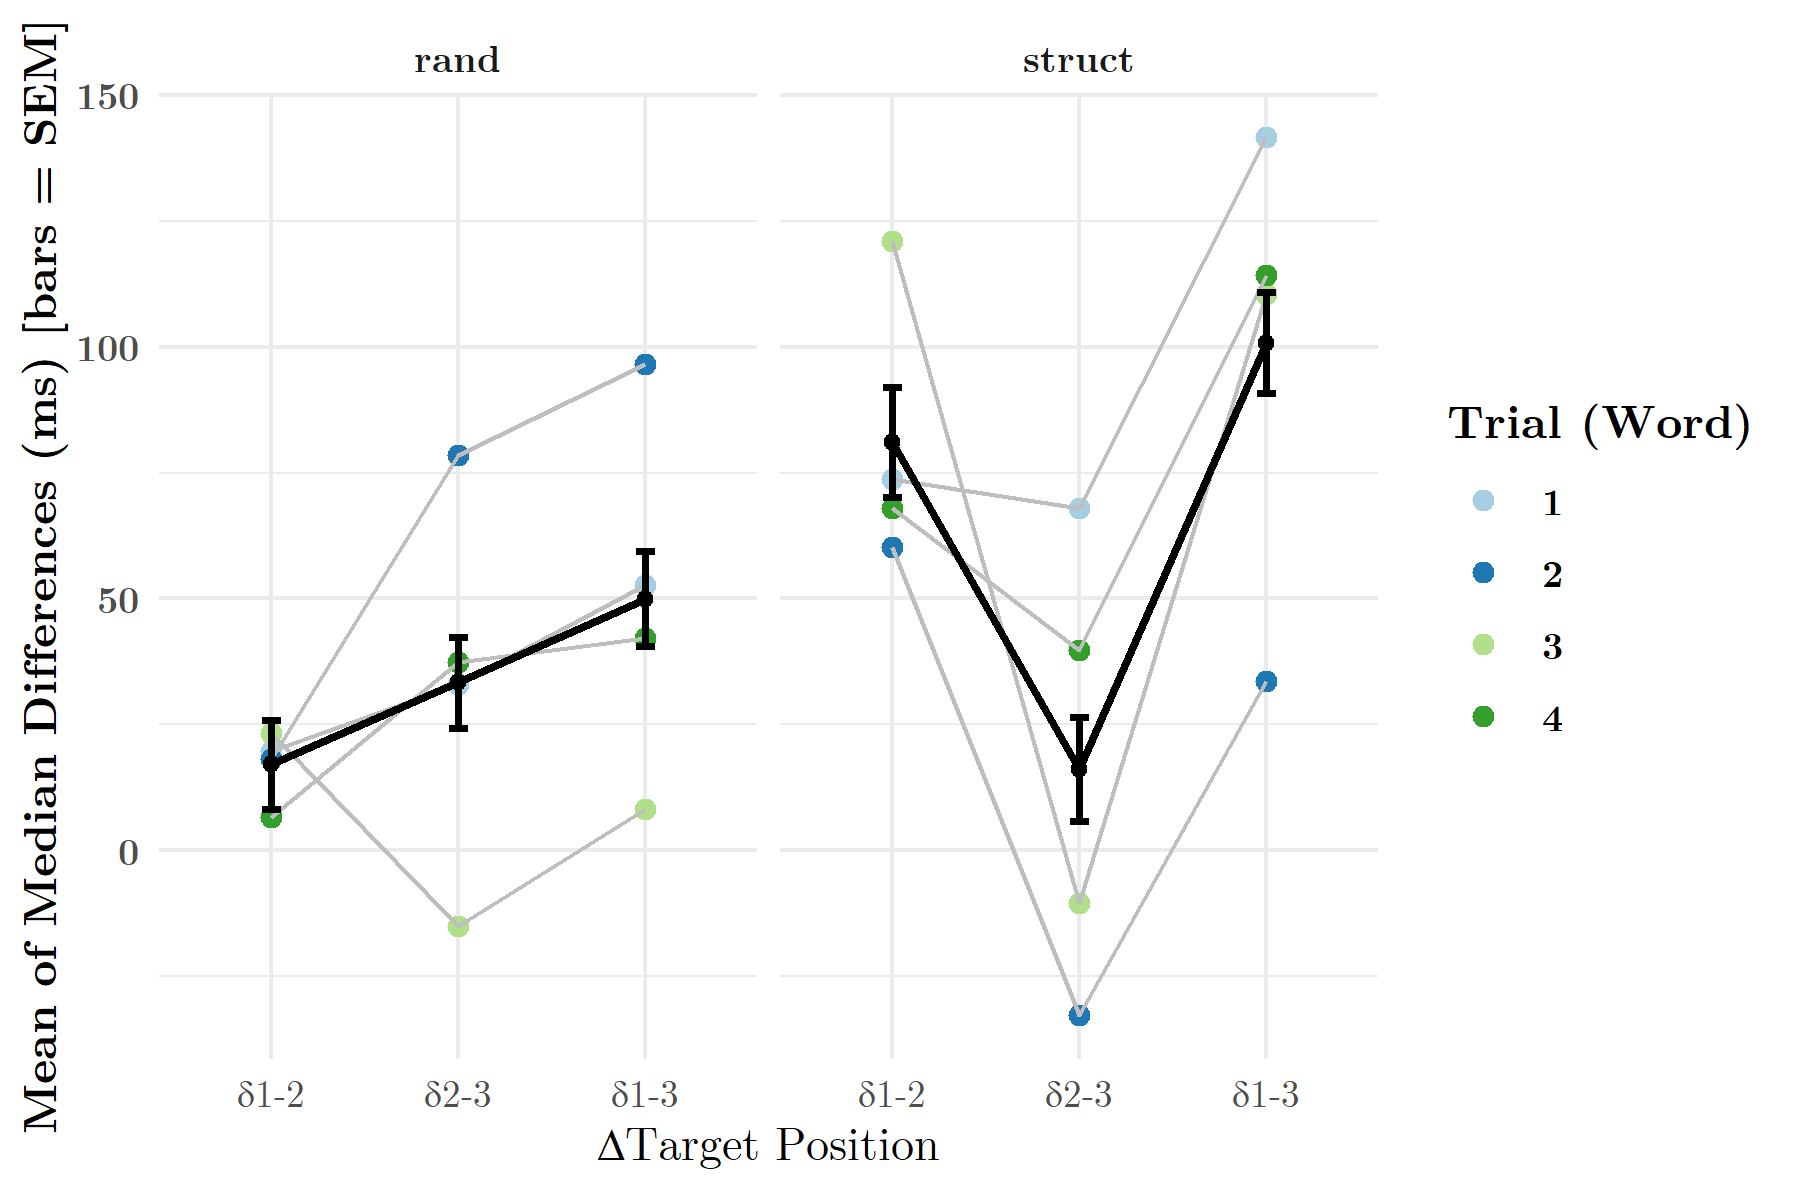 Mean of Median Differences (ms) [bars = SEM]
rand
struct
150
100
50
0
δ1-2
δ2-3
δ1-3
δ1-2
δ2-3
δ1-3
ΔTarget Position
Trial (Word)
1
2
3
4